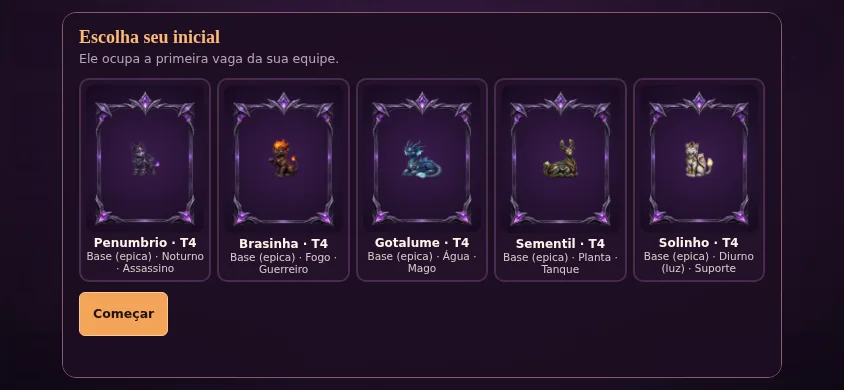 Escolha seu inicial
Ele ocupa a primeira vaga da sua equipe.
Penumbrio · T4
Base (epica) · Noturno
· Assassino
Brasinha · T4
Base (epica) · Fogo ·
Guerreiro
Gotalume · T4
Base (epica) · Água ·
Mago
Sementil · T4
Base (epica) · Planta ·
Tanque
Solinho · T4
Base (epica) · Diurno
(luz) · Suporte
Começar